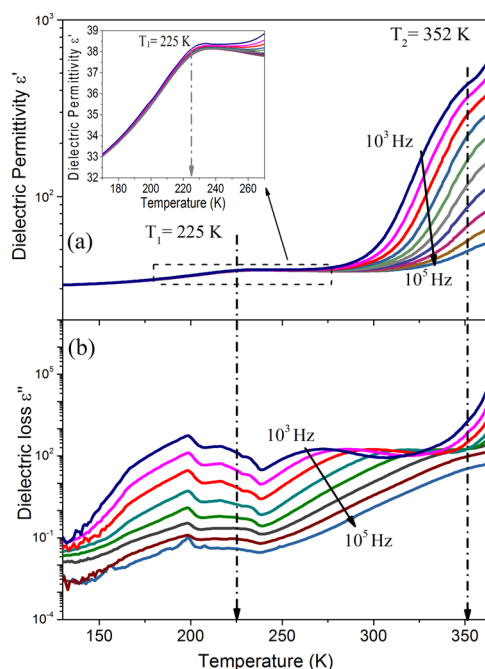 10³
T₁= 225 K
T₂= 352 K
39
38
37
36
35
34
33
32
Dielectric Permittivity ε'
180 200 220 240 260
Temperature (K)
Dielectric Permittivity ε'
10³ Hz
10²
T₁= 225 K
(a)
10⁵ Hz
(b)
10⁵
10³ Hz
10²
Dielectric loss ε"
10⁻¹
10⁵ Hz
10⁻⁴
150 200 250 300 350
Temperature (K)